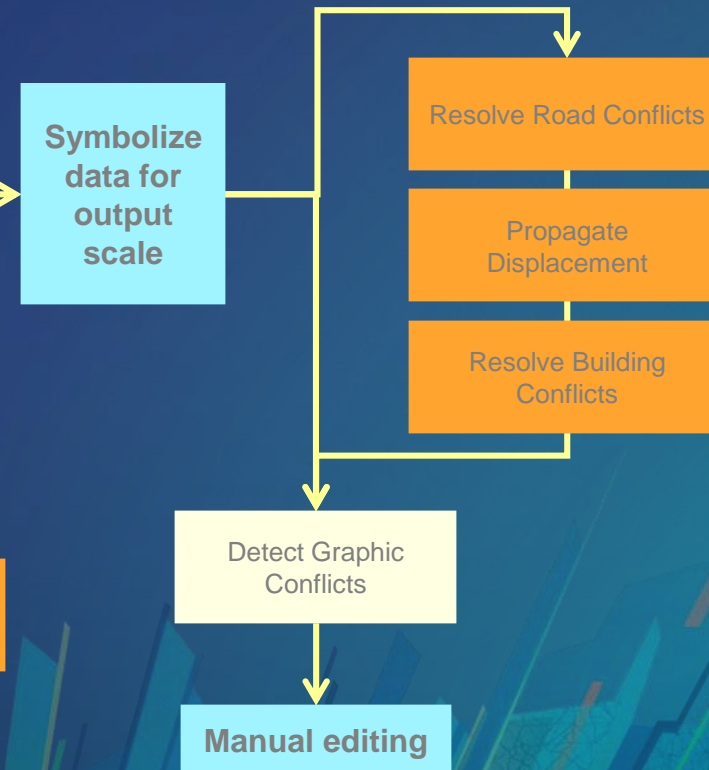 Symbolize
data for
output
scale
Resolve Road Conflicts
Propagate
Displacement
Resolve Building
Conflicts
Detect Graphic
Conflicts
Manual editing